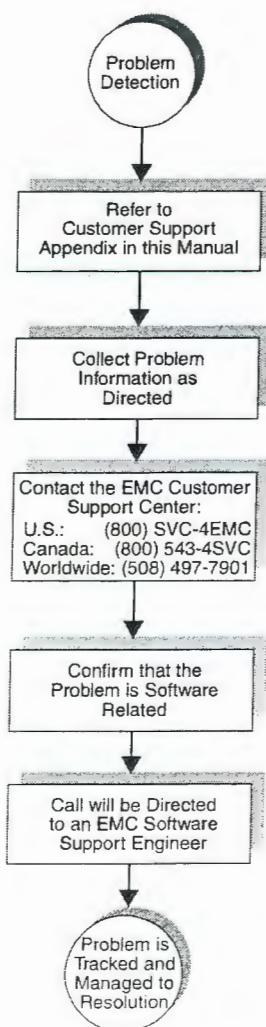 Problem
Detection
Refer to
Customer Support
Appendix in this Manual
Collect Problem
Information as
Directed
Contact the EMC Customer
Support Center:
U.S.: (800) SVC-4EMC
Canada: (800) 543-4SVC
Worldwide: (508) 497-7901
Confirm that the
Problem is Software
Related
Call will be Directed
to an EMC Software
Support Engineer
Problem is
Tracked and
Managed to
Resolution